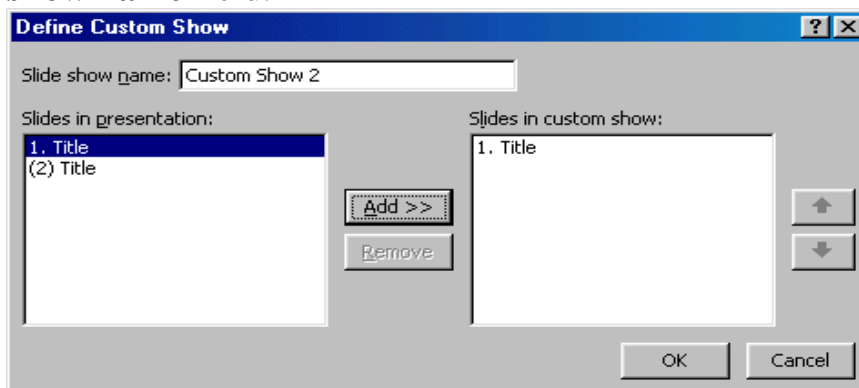 Define Custom Show
Slide show name: Custom Show 2
Slides in presentation:
1. Title
(2) Title
Add >>
Remove
Slides in custom show:
1. Title
OK
Cancel